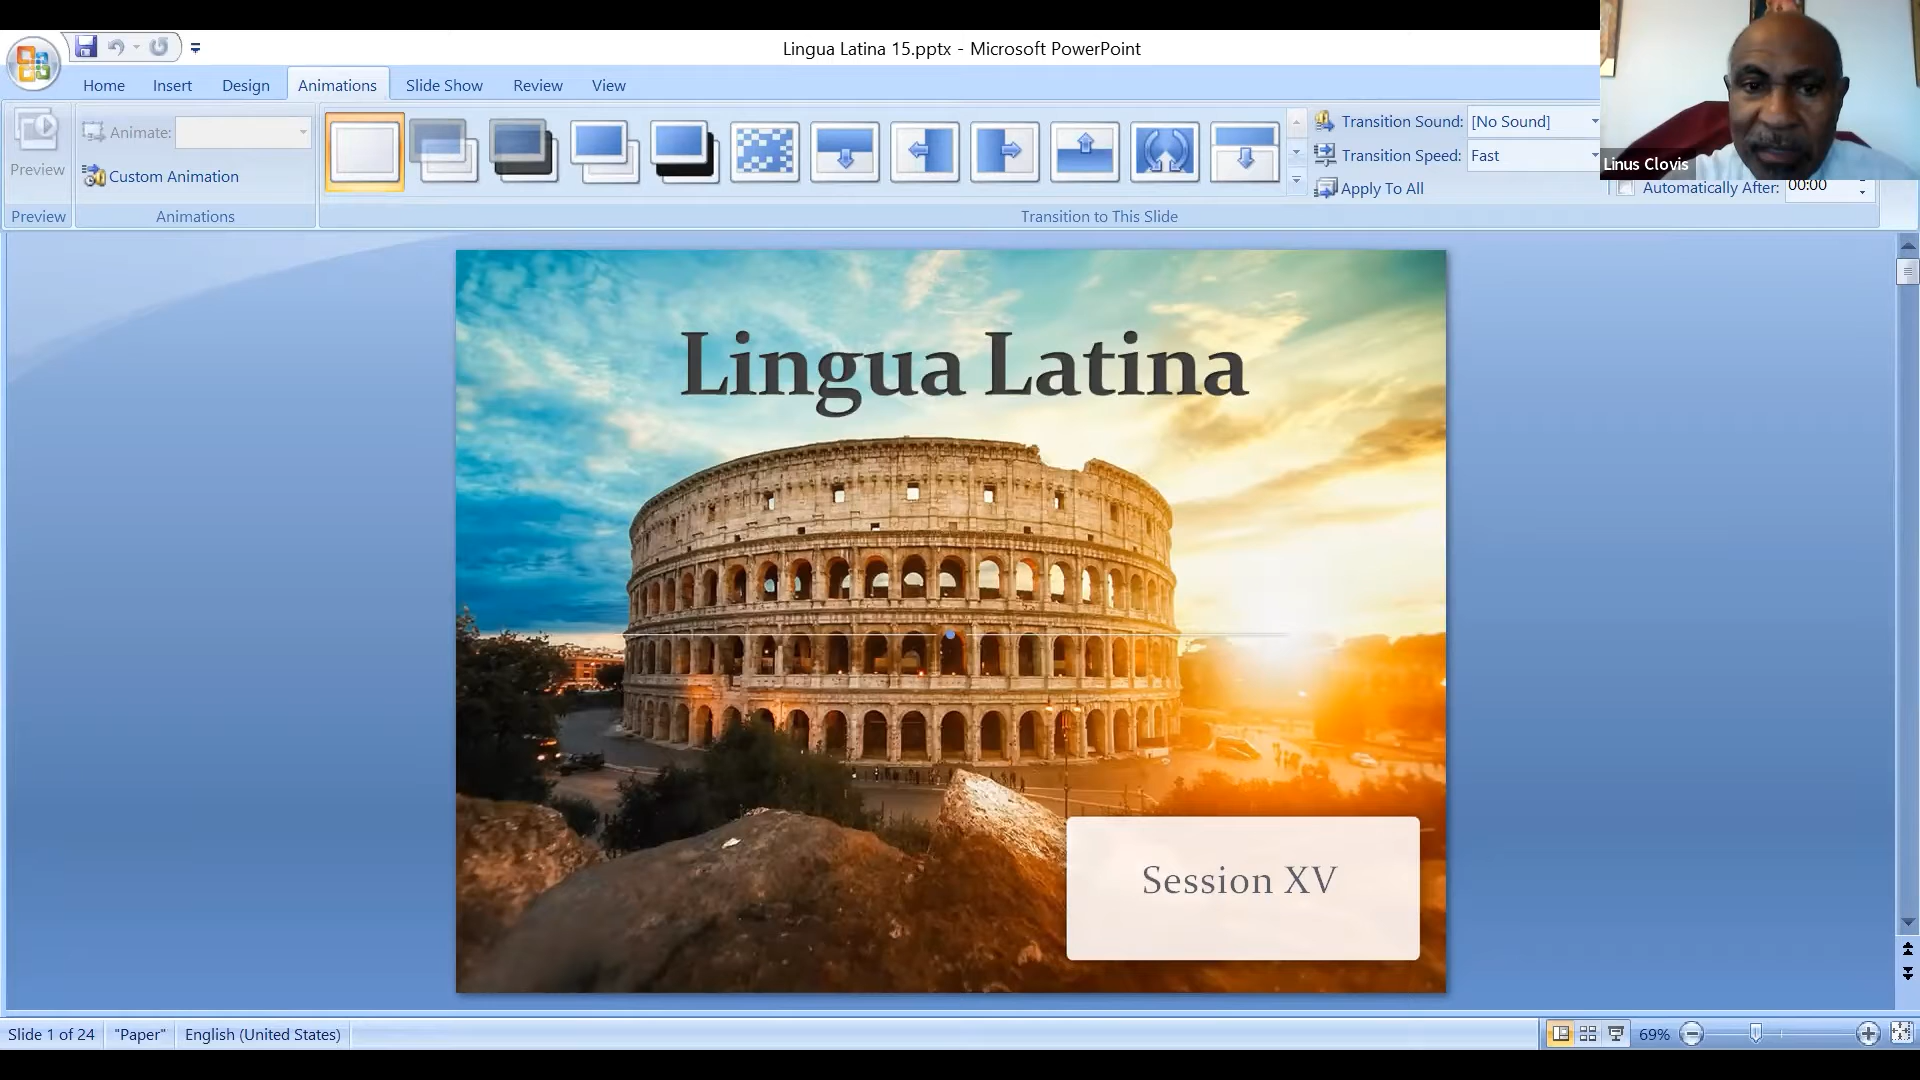 Lingua Latina 15.pptx - Microsoft PowerPoint
Home Insert Design Animations Slide Show Review View
Preview
Animate:
Custom Animation
Transition Sound: [No Sound]
Transition Speed: Fast
Apply To All
Automatically After: 00:00
Preview Animations Transition to This Slide
Linus Clovis
Lingua Latina
Session XV
Slide 1 of 24 "Paper" English (United States) 69%